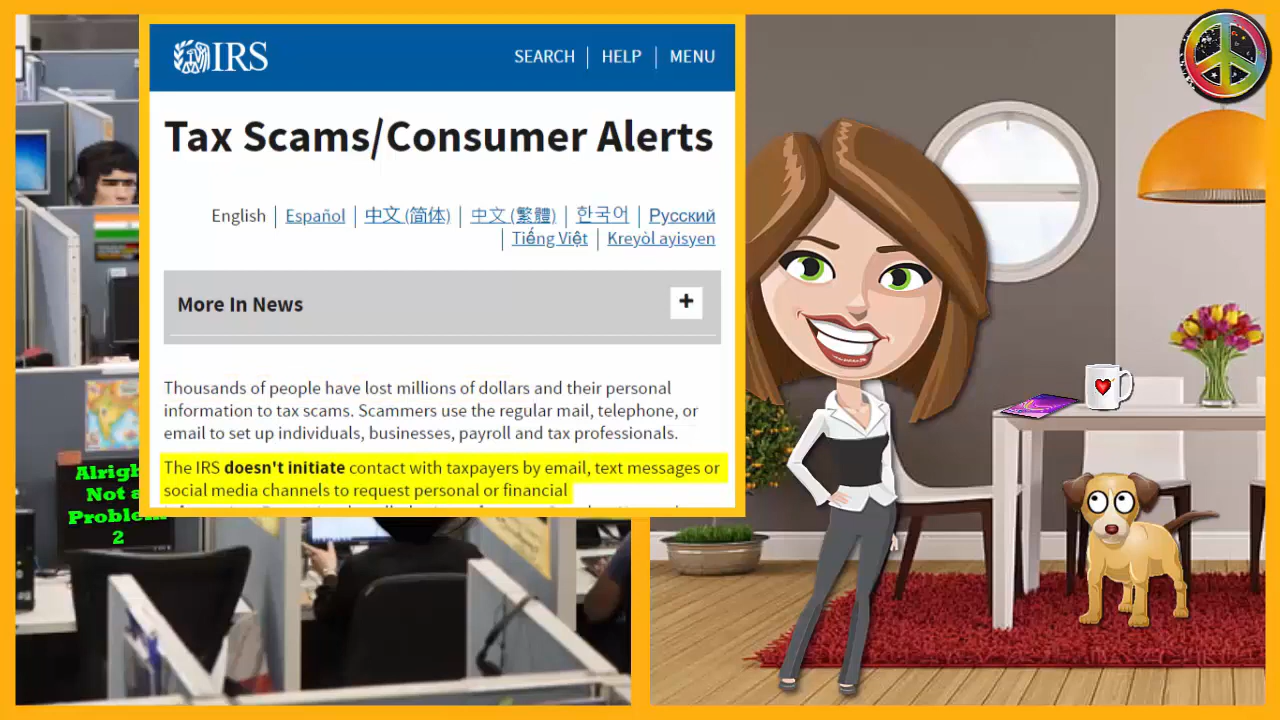 IRS
SEARCH | HELP | MENU
Tax Scams/Consumer Alerts
English | Español | 中文 (简体) | 中文 (繁體) | 한국어 | Русский
| Tiếng Việt | Kreyòl ayisyen
More In News +
Thousands of people have lost millions of dollars and their personal
information to tax scams. Scammers use the regular mail, telephone, or
email to set up individuals, businesses, payroll and tax professionals.
The IRS doesn't initiate contact with taxpayers by email, text messages or
social media channels to request personal or financial
Not a
2